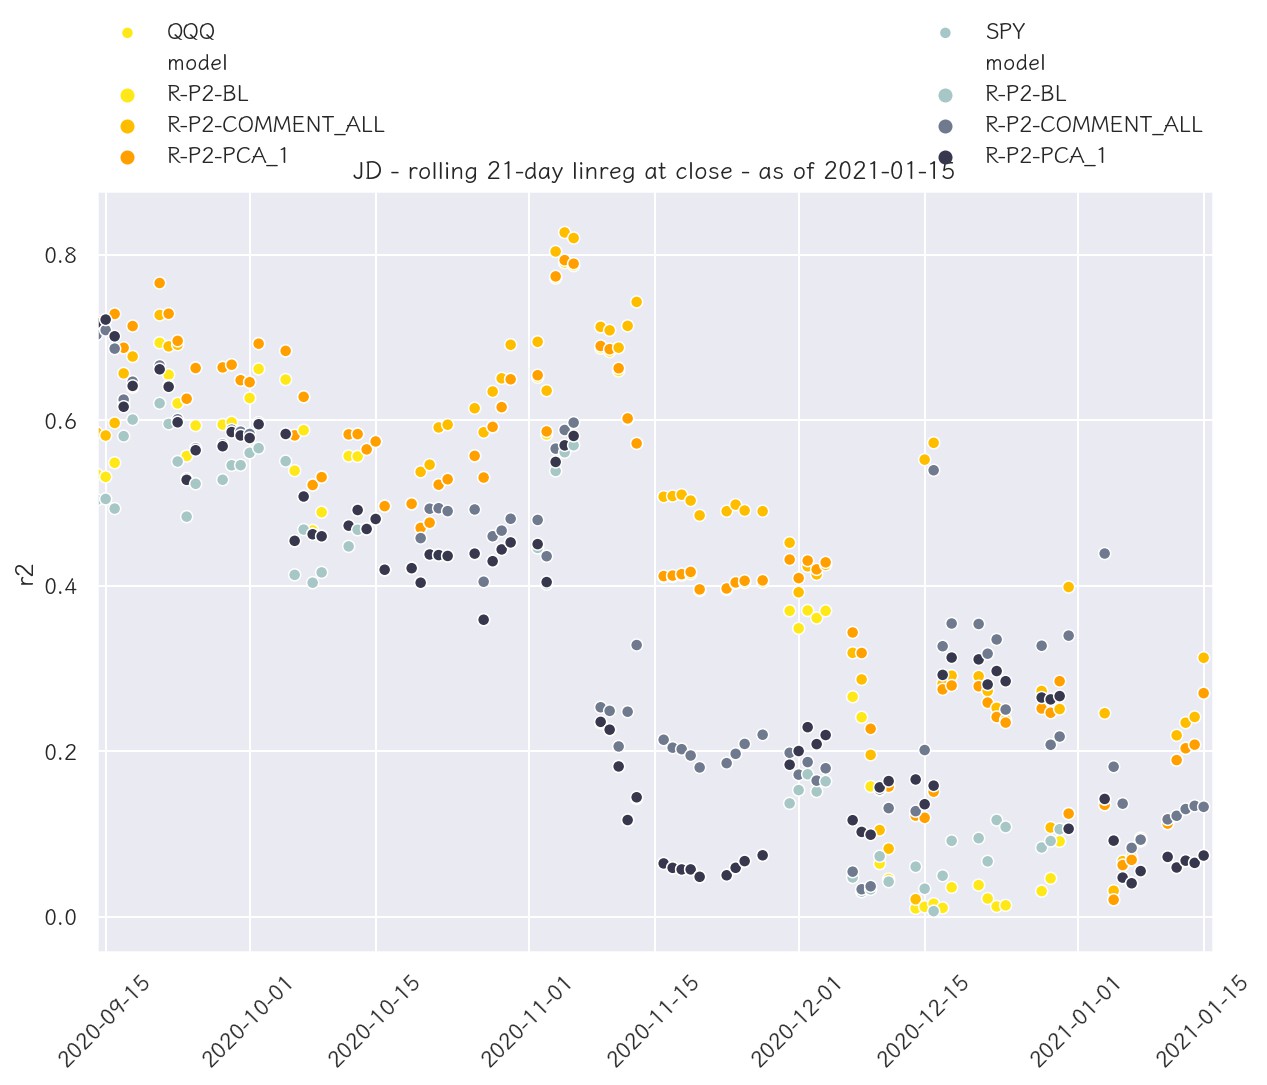 QQQ
model
R-P2-BL
R-P2-COMMENT_ALL
R-P2-PCA_1
SPY
model
R-P2-BL
R-P2-COMMENT_ALL
R-P2-PCA_1
JD - rolling 21-day linreg at close - as of 2021-01-15
r2
0.8
0.6
0.4
0.2
0.0
2020-09-15
2020-10-01
2020-10-15
2020-11-01
2020-11-15
2020-12-01
2020-12-15
2021-01-01
2021-01-15